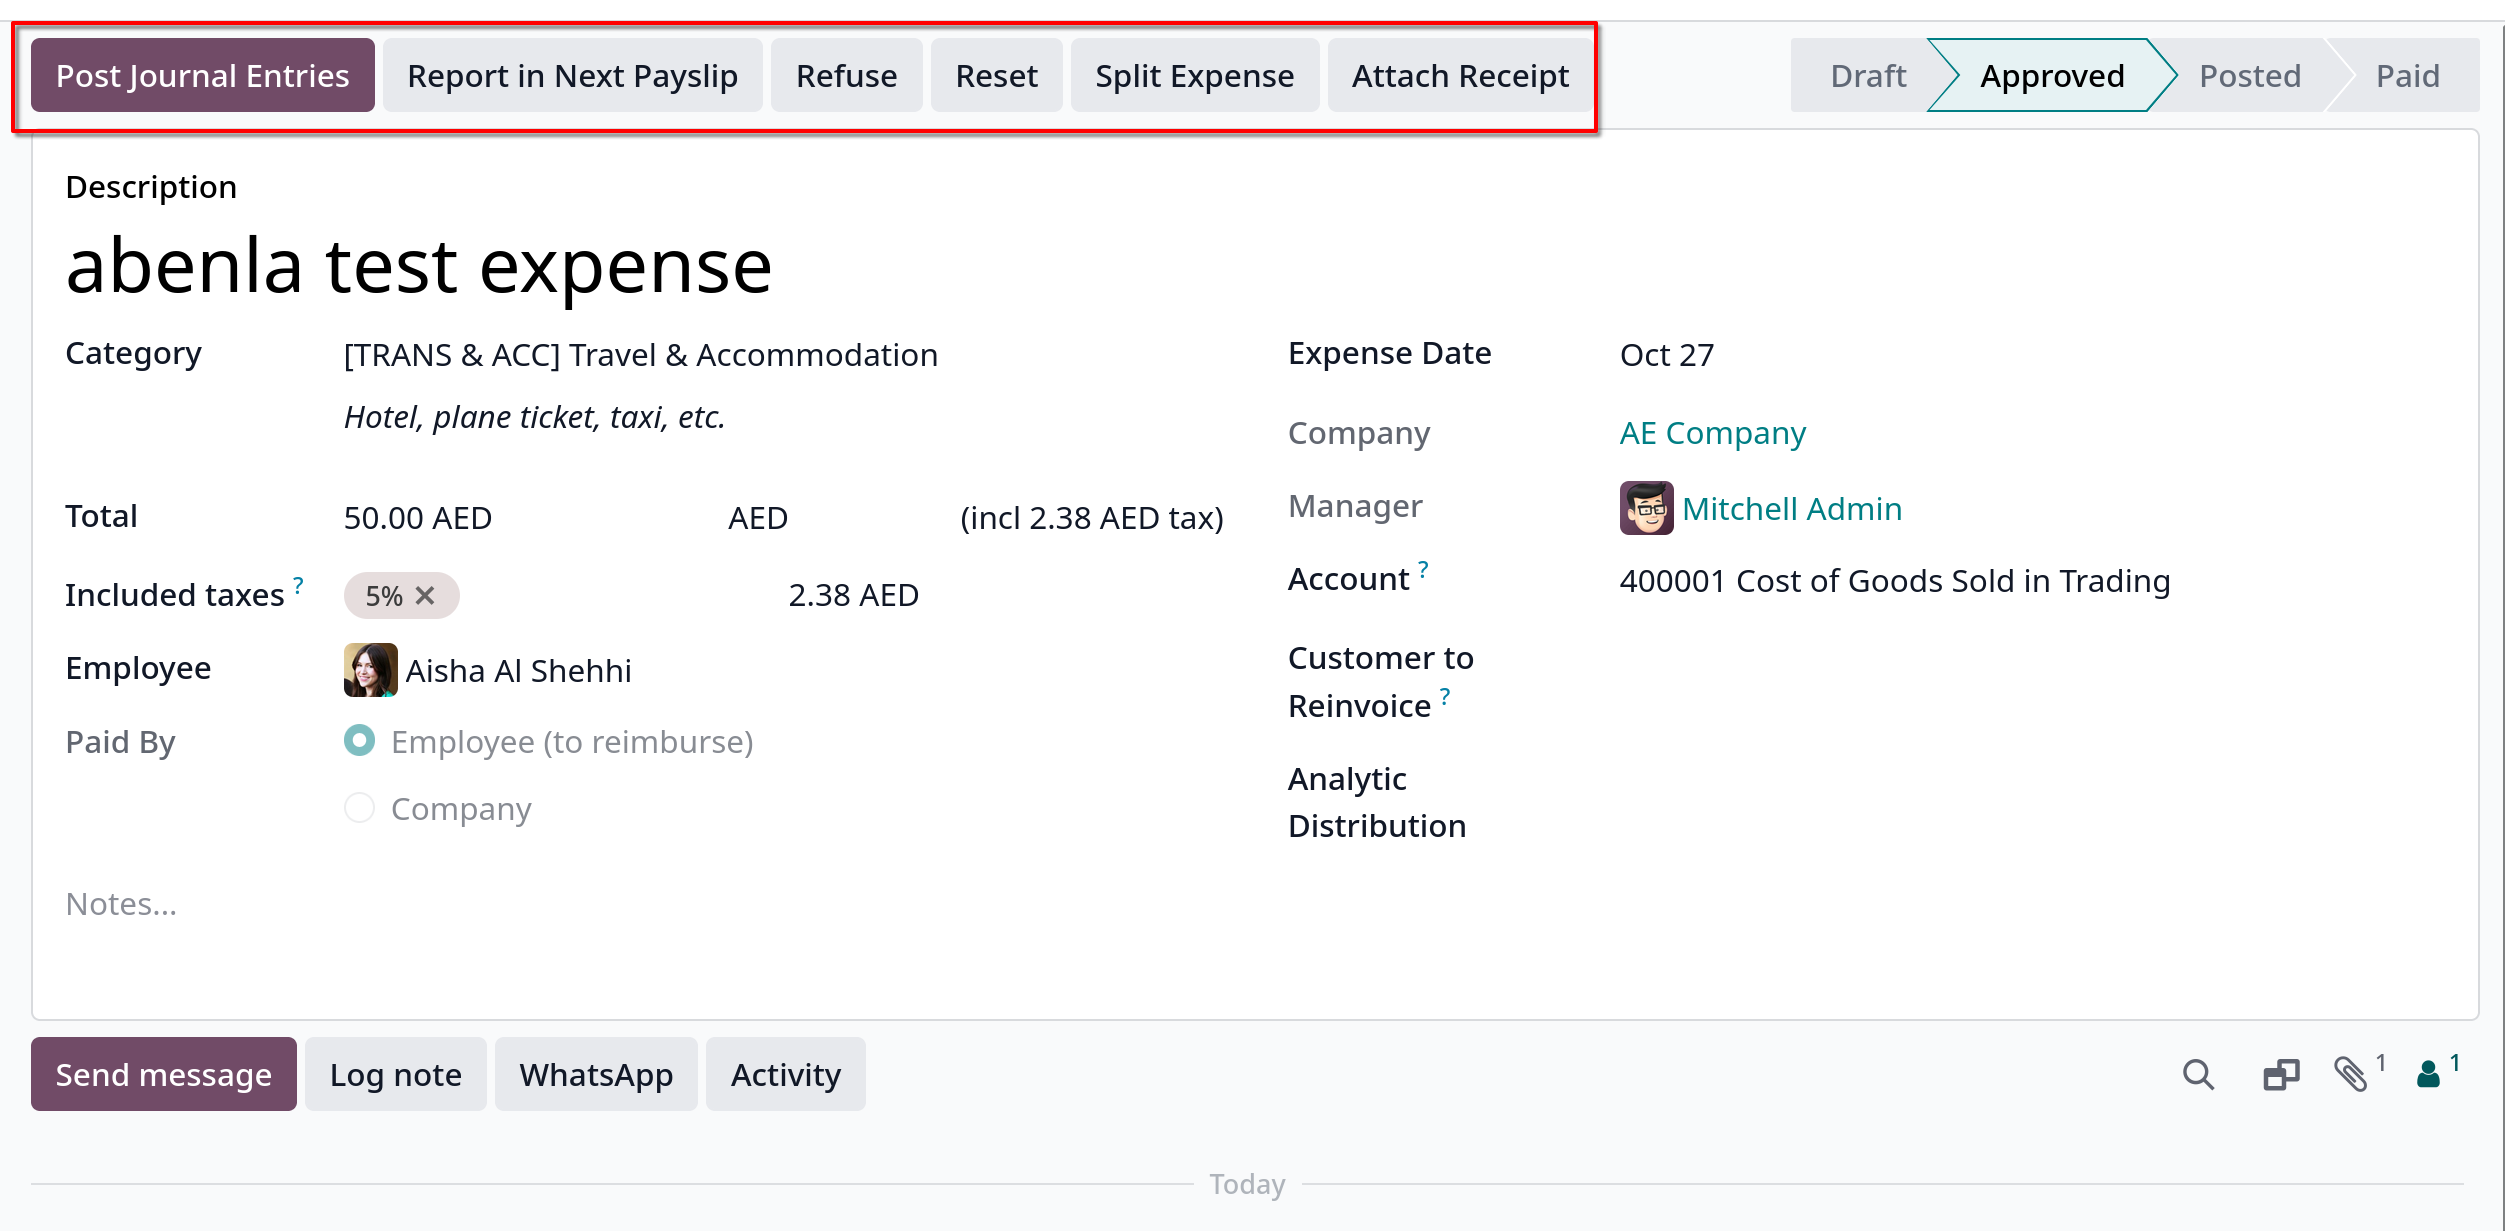 Post Journal Entries Report in Next Payslip Refuse Reset Split Expense Attach Receipt Draft Approved Posted Paid
Description
abenla test expense
Category [TRANS & ACC] Travel & Accommodation Expense Date Oct 27
Hotel, plane ticket, taxi, etc.
Company AE Company
Manager Mitchell Admin
Total 50.00 AED AED (incl 2.38 AED tax)
Account ? 400001 Cost of Goods Sold in Trading
Included taxes ? 5% 2.38 AED
Employee Aisha Al Shehhi
Customer to
Reinvoice ?
Paid By Employee (to reimburse)
Company
Analytic
Distribution
Notes...
Send message Log note WhatsApp Activity 1 1
Today